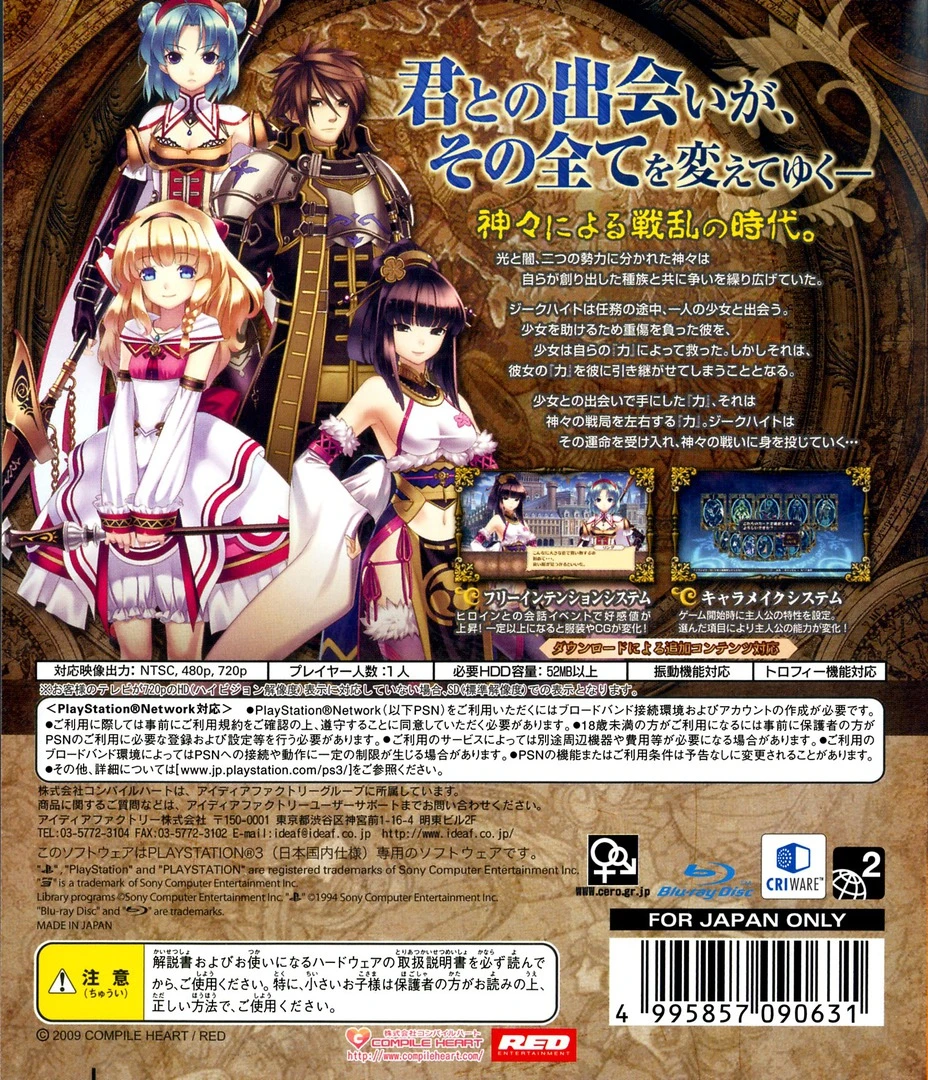 君との出会いが、
その全てを変えてゆく―
神々による戦乱の時代。
光と闇、二つの勢力に分かれた神々は
自らが創り出した種族と共に争いを繰り広げていた。
ジークハイトは任務の途中、一人の少女と出会う。
少女を助けるため重傷を負った彼を、
少女は自らの『力』によって救った。しかしそれは、
彼女の『力』を彼に引き継がせてしまうこととなる。
少女との出会いで手にした『力』、それは
神々の戦局を左右する『力』。ジークハイトは
その運命を受け入れ、神々の戦いに身を投じていく…
フリーインテンションシステム
ヒロインとの会話イベントで好感値が
上昇!一定以上になると服装やCGが変化!
キャラメイクシステム
ゲーム開始時に主人公の特性を設定。
選んだ項目により主人公の能力が変化!
ダウンロードによる追加コンテンツ対応
対応映像出力：NTSC, 480p, 720p
プレイヤー人数：1人
必要HDD容量：52MB以上
振動機能対応
トロフィー機能対応
※お客様のテレビが720pのHD(ハイビジョン解像度)表示に対応していない場合、SD(標準解像度)での表示となります。
＜PlayStation®Network対応＞ ●PlayStation®Network(以下PSN)をご利用いただくにはブロードバンド接続環境およびアカウントの作成が必要です。
●ご利用に際しては事前にご利用規約をご確認の上、遵守することに同意していただく必要があります。●18歳未満の方がご利用になるには事前に保護者の方が
PSNのご利用に必要な登録および設定等を行う必要があります。●ご利用のサービスによっては別途周辺機器や費用等が必要になる場合があります。●ご利用の
ブロードバンド環境によってはPSNへの接続や動作に一定の制限が生じる場合があります。●PSNの機能またはご利用条件は予告なしに変更されることがあります。
●その他、詳細については[www.jp.playstation.com/ps3/]をご参照ください。
株式会社コンパイルハートは、アイディアファクトリーグループに所属しています。
商品に関するご質問などは、アイディアファクトリーユーザーサポートまでお問い合わせください。
アイディアファクトリー株式会社 〒150-0001 東京都渋谷区神宮前1-16-4 明東ビル2F
TEL:03-5772-3104 FAX:03-5772-3102 E-mail:ideaf@ideaf.co.jp http://www.ideaf.co.jp/
このソフトウェアはPLAYSTATION®3（日本国内仕様）専用のソフトウェアです。
", "PlayStation" and "PLAYSTATION" are registered trademarks of Sony Computer Entertainment Inc.
" is a trademark of Sony Computer Entertainment Inc.
Library programs ©Sony Computer Entertainment Inc. " ©1994 Sony Computer Entertainment Inc.
"Blu-ray Disc" and " " are trademarks.
MADE IN JAPAN
www.cero.gr.jp
Blu-ray Disc
CRIWARE™
2
FOR JAPAN ONLY
注意
(ちゅうい)
解説書およびお使いになるハードウェアの取扱説明書を必ず読んで
から、ご使用ください。特に、小さいお子様は保護者の方がお読みの上、
正しい方法で、ご使用ください。
4 995857 090631
© 2009 COMPILE HEART / RED
株式会社コンパイルハート
COMPILE HEART
http://www.compileheart.com/
RED
ENTERTAINMENT